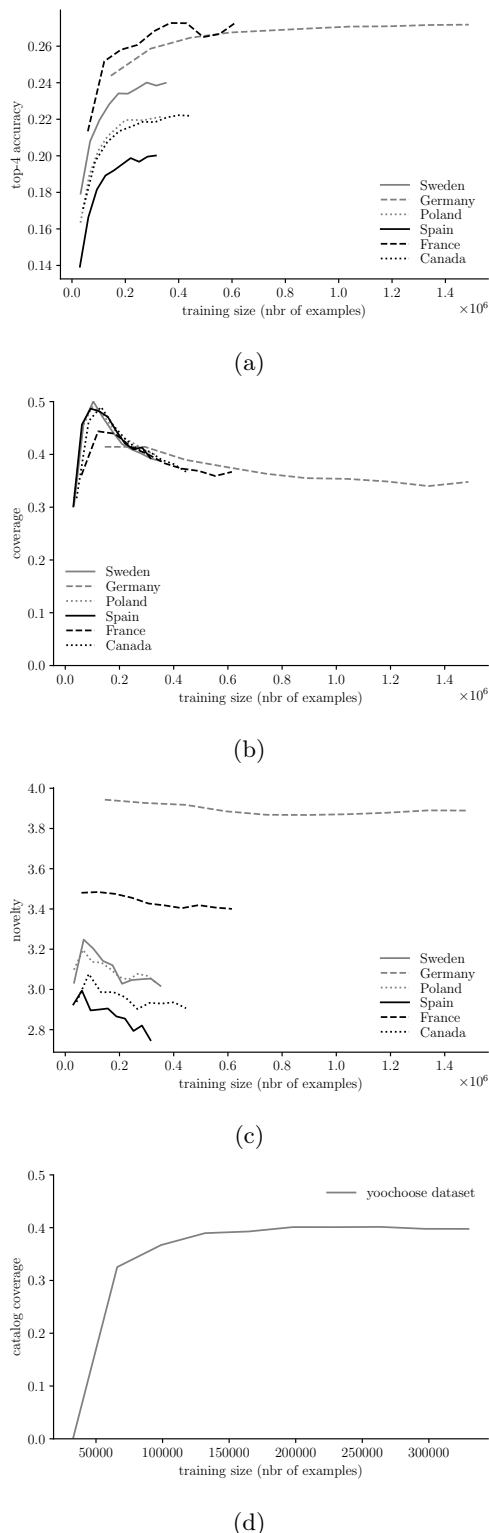 0.26
0.24
0.22
0.20
0.18
0.16
0.14
top-4 accuracy
Sweden
Germany
Poland
Spain
France
Canada
0.0 0.2 0.4 0.6 0.8 1.0 1.2 1.4
training size (nbr of examples)
×10⁶
(a)
0.5
0.4
0.3
0.2
0.1
0.0
coverage
Sweden
Germany
Poland
Spain
France
Canada
0.0 0.2 0.4 0.6 0.8 1.0 1.2 1.4
training size (nbr of examples)
×10⁶
(b)
4.0
3.8
3.6
3.4
3.2
3.0
2.8
novelty
Sweden
Germany
Poland
Spain
France
Canada
0.0 0.2 0.4 0.6 0.8 1.0 1.2 1.4
training size (nbr of examples)
×10⁶
(c)
0.5
0.4
0.3
0.2
0.1
0.0
catalog coverage
yoochoose dataset
50000 100000 150000 200000 250000 300000
training size (nbr of examples)
(d)